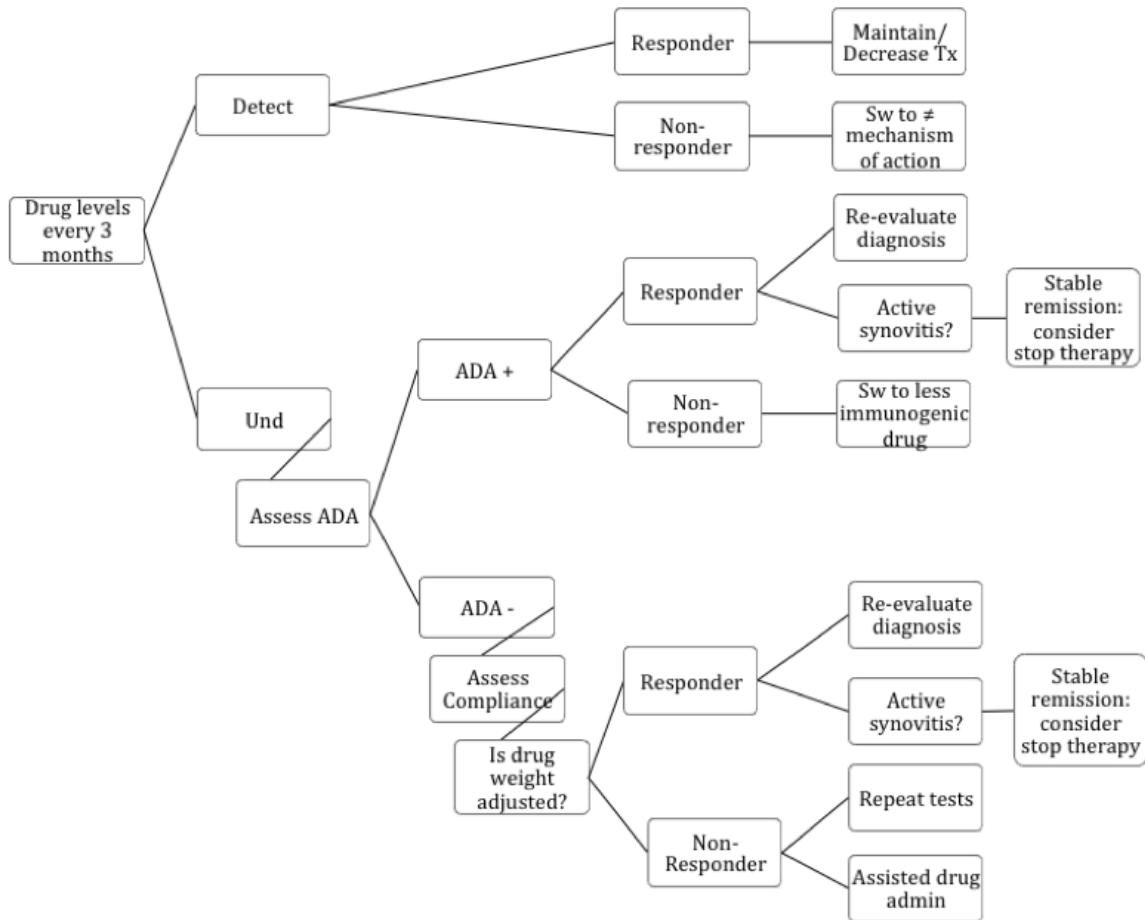 Drug levels
every 3
months
Detect
Responder
Maintain/
Decrease Tx
Non-
responder
Sw to ≠
mechanism
of action
Und
Assess ADA
ADA +
Responder
Re-evaluate
diagnosis
Active
synovitis?
Stable
remission:
consider
stop therapy
Non-
responder
Sw to less
immunogenic
drug
ADA -
Assess
Compliance
Is drug
weight
adjusted?
Responder
Re-evaluate
diagnosis
Active
synovitis?
Stable
remission:
consider
stop therapy
Non-
Responder
Repeat tests
Assisted drug
admin